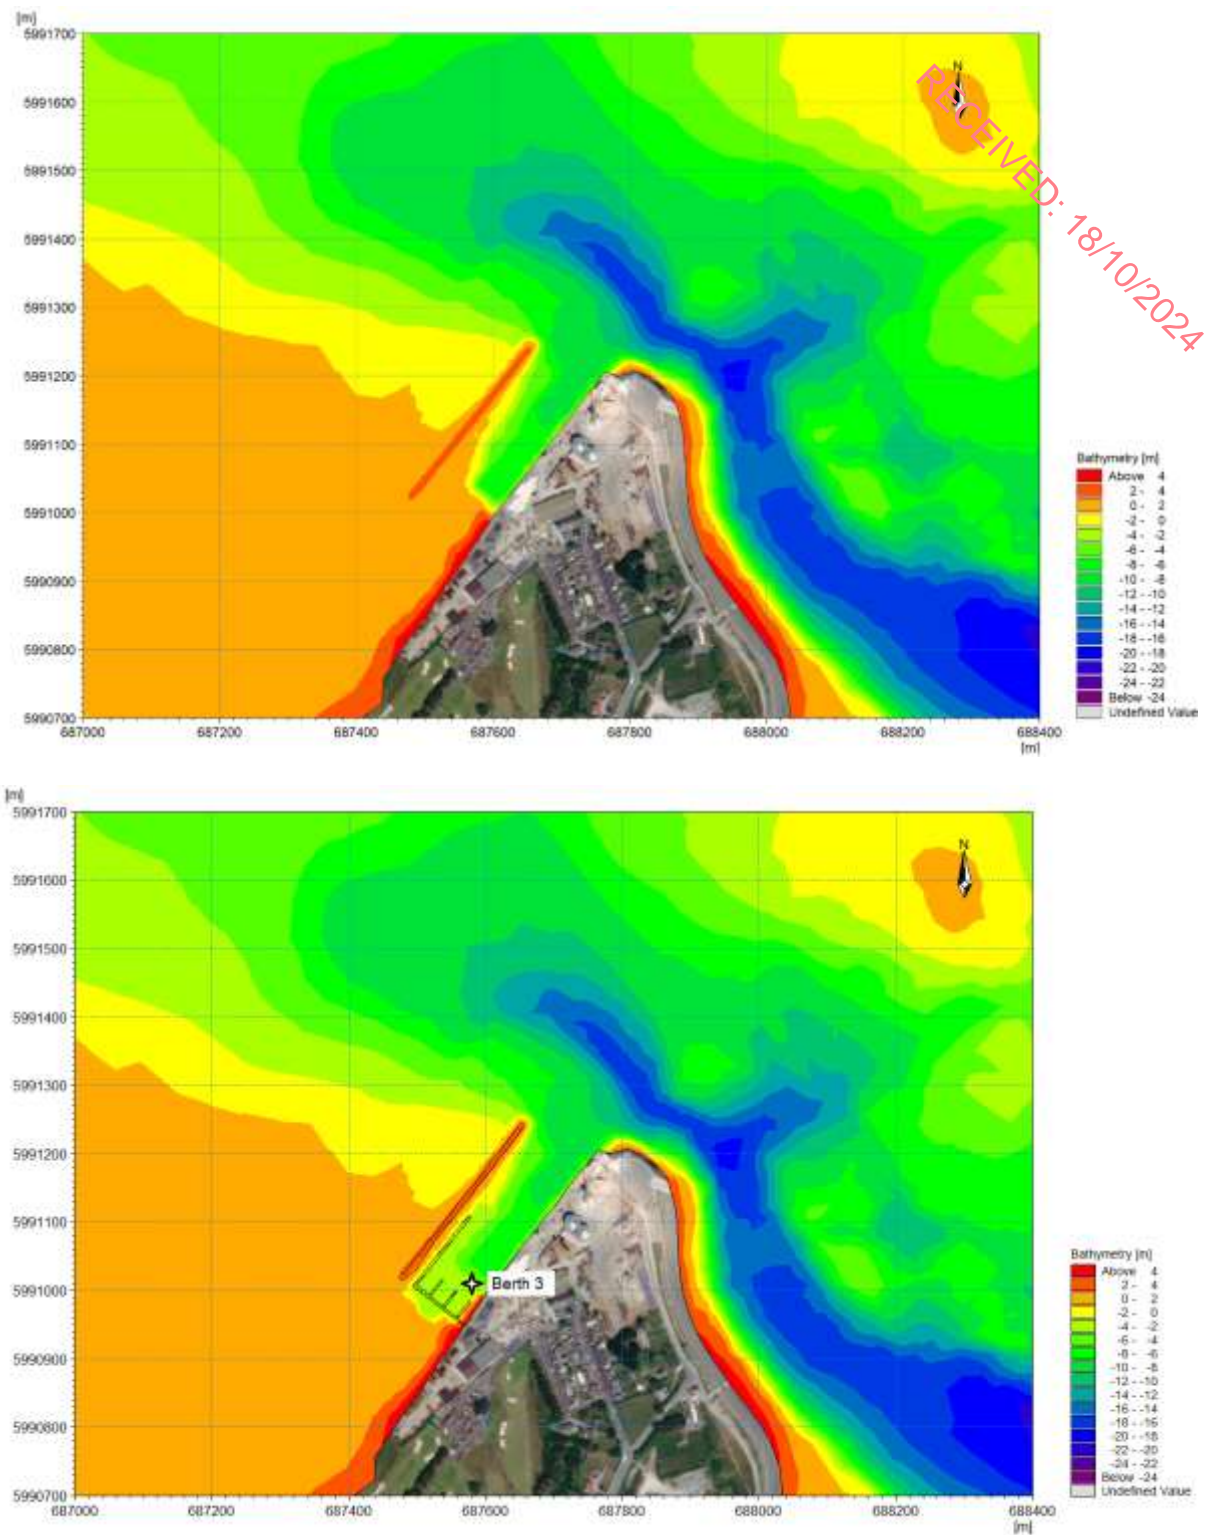 [m]
5991700
5991600
5991500
5991400
5991300
5991200
5991100
5991000
5990900
5990800
5990700
687000 687200 687400 687600 687800 688000 688200 688400
[m]
N
RECEIVED: 18/10/2024
Bathymetry [m]
Above 4
2 - 4
0 - 2
-2 - 0
-4 - -2
-6 - -4
-8 - -6
-10 - -8
-12 - -10
-14 - -12
-16 - -14
-18 - -16
-20 - -18
-22 - -20
-24 - -22
Below -24
Undefined Value
[m]
5991700
5991600
5991500
5991400
5991300
5991200
5991100
5991000
5990900
5990800
5990700
687000 687200 687400 687600 687800 688000 688200 688400
[m]
N
Berth 3
Bathymetry [m]
Above 4
2 - 4
0 - 2
-2 - 0
-4 - -2
-6 - -4
-8 - -6
-10 - -8
-12 - -10
-14 - -12
-16 - -14
-18 - -16
-20 - -18
-22 - -20
-24 - -22
Below -24
Undefined Value